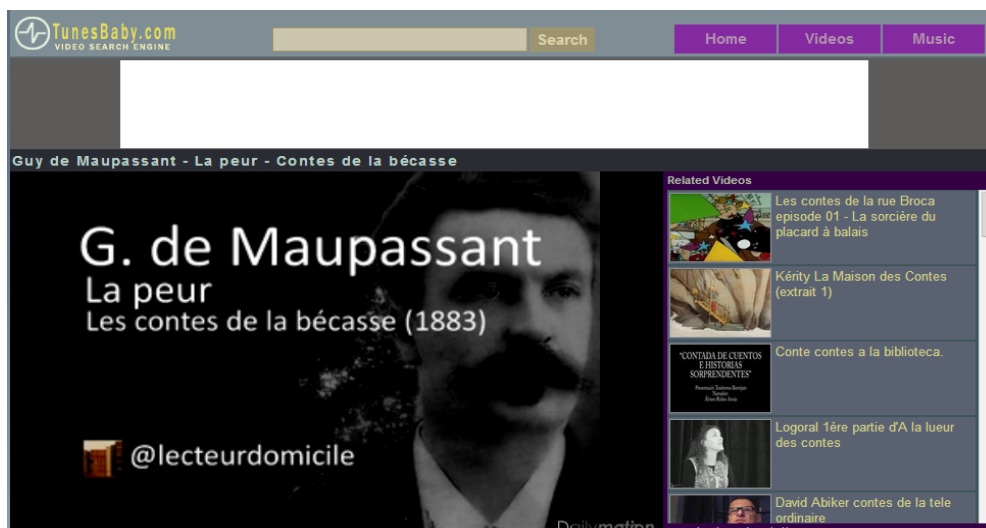 TunesBaby.com
VIDEO SEARCH ENGINE
Search
Home
Videos
Music
Guy de Maupassant - La peur - Contes de la bécasse
G. de Maupassant
La peur
Les contes de la bécasse (1883)
@lecteurdomicile
Dailymotion
Related Videos
Les contes de la rue Broca
episode 01 - La sorcière du
placard à balais
Kérity La Maison des Contes
(extrait 1)
"CONTADA DE CUENTOS
E HISTORIAS
SORPRENDENTES"
Conte contes a la biblioteca.
Logoral 1ère partie d'A la lueur
des contes
David Abiker contes de la tele
ordinaire